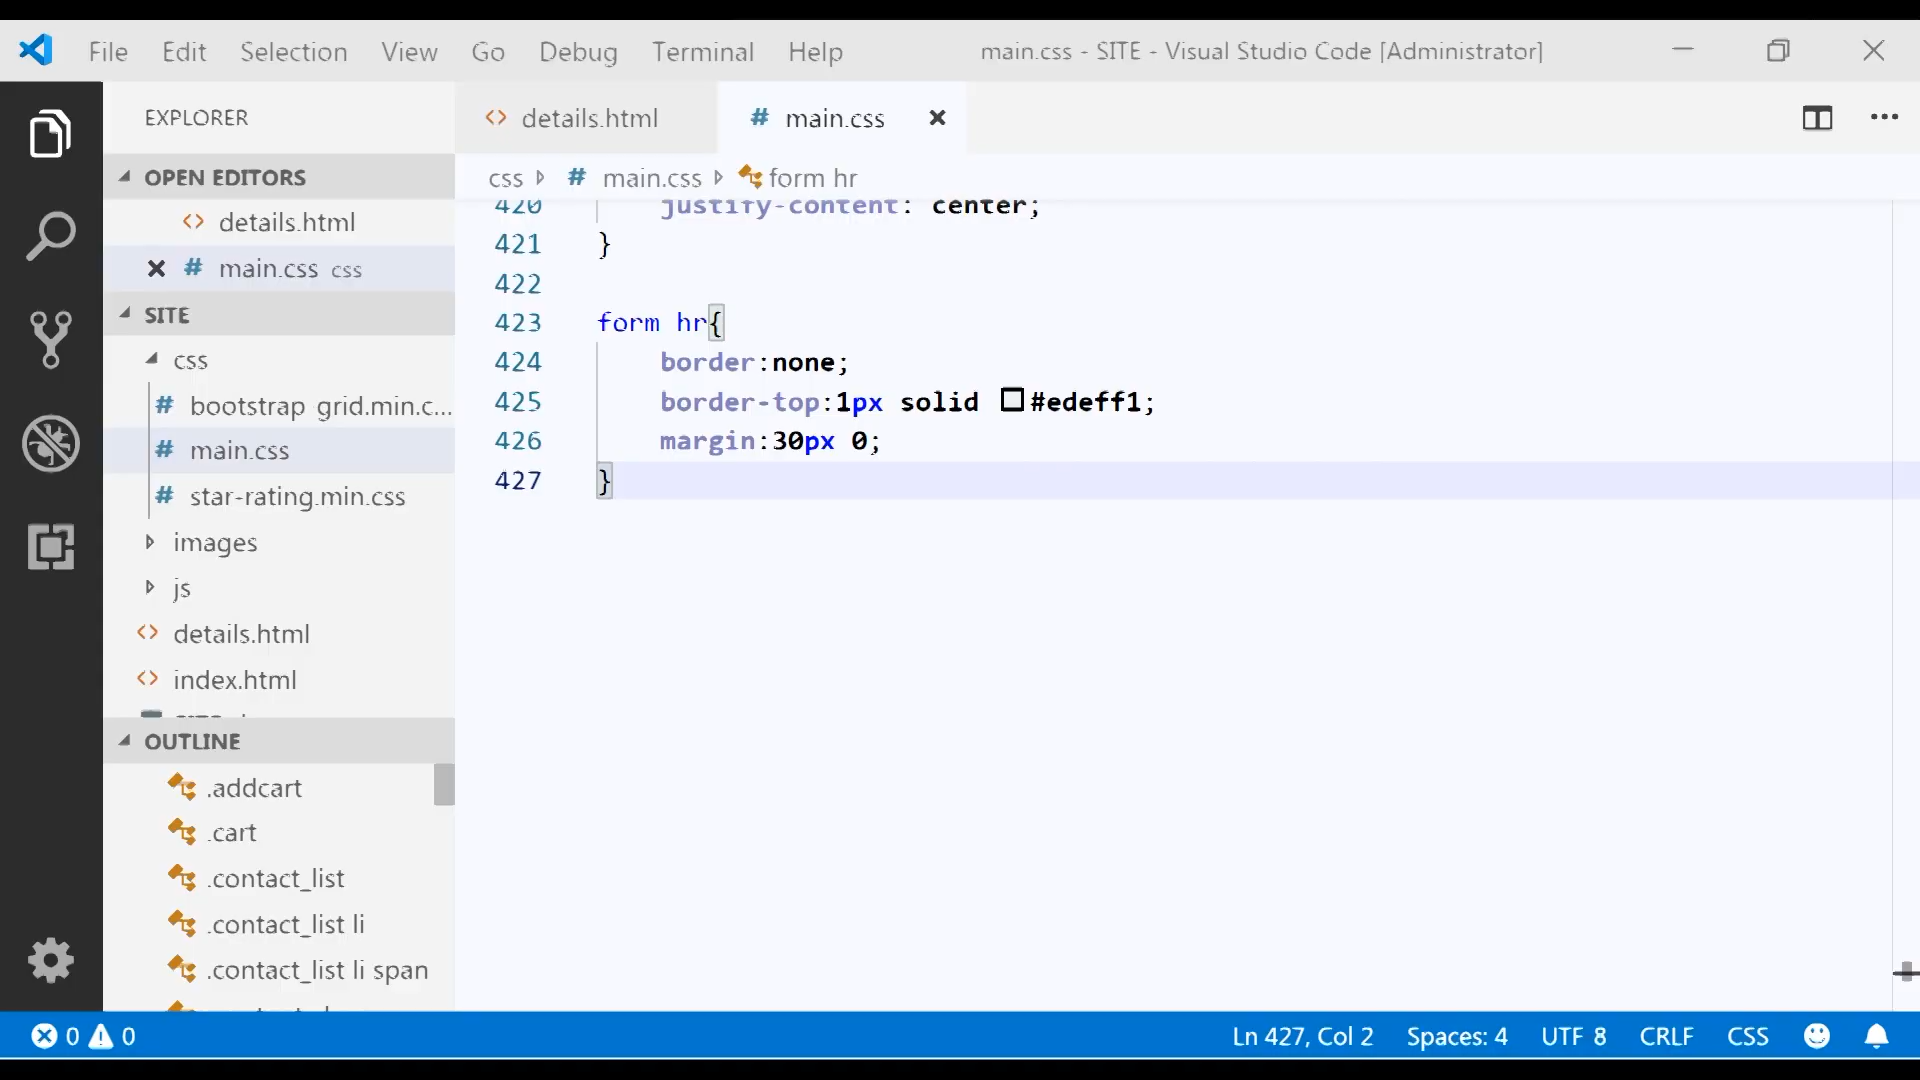 File Edit Selection View Go Debug Terminal Help main.css - SITE - Visual Studio Code [Administrator]
EXPLORER
OPEN EDITORS
<> details.html
# main.css css
SITE
css
# bootstrap grid.min.c...
# main.css
# star-rating.min.css
images
js
<> details.html
<> index.html
OUTLINE
.addcart
.cart
.contact_list
.contact_list li
.contact_list li span
<> details.html # main.css
css # main.css form hr
420 justify-content: center;
421 }
422
423 form hr{
424 border:none;
425 border-top:1px solid #edeff1;
426 margin:30px 0;
427 }
0 0 Ln 427, Col 2 Spaces: 4 UTF 8 CRLF CSS